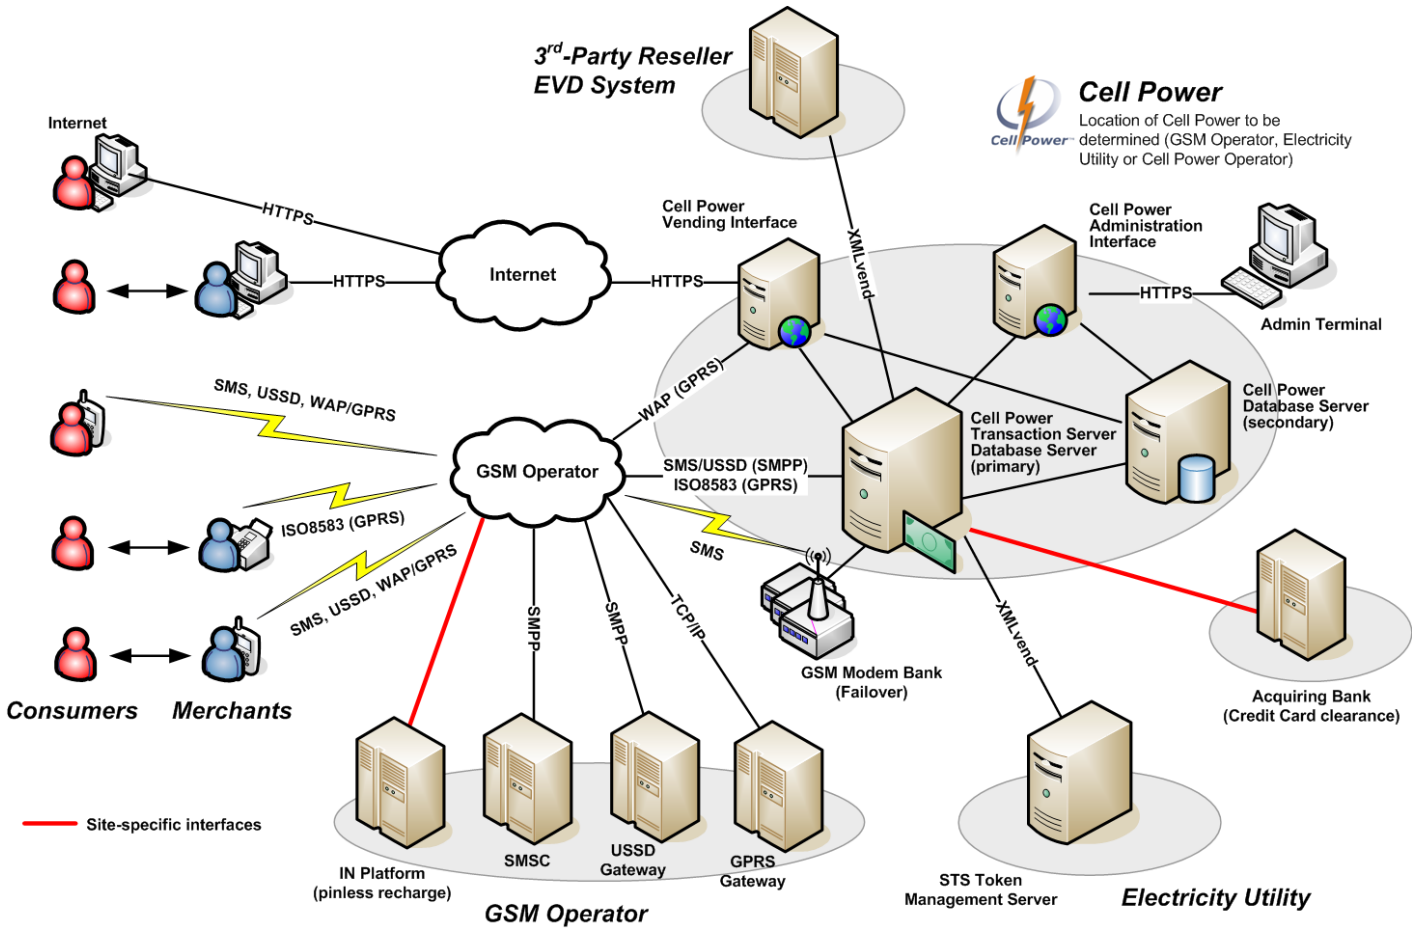 3rd-Party Reseller
EVD System
Cell Power
Location of Cell Power to be
determined (GSM Operator, Electricity
Utility or Cell Power Operator)
Cell Power™
Internet
HTTPS
Cell Power
Vending Interface
Cell Power
Administration
Interface
XMLvend
Internet
HTTPS
HTTPS
HTTPS
Admin Terminal
SMS, USSD, WAP/GPRS
WAP (GPRS)
Cell Power
Database Server
(secondary)
Cell Power
Transaction Server
Database Server
(primary)
GSM Operator
SMS/USSD (SMPP)
ISO8583 (GPRS)
ISO8583 (GPRS)
SMS
SMS, USSD, WAP/GPRS
SMPP
SMPP
TCP/IP
XMLvend
GSM Modem Bank
(Failover)
Acquiring Bank
(Credit Card clearance)
Consumers
Merchants
Site-specific interfaces
IN Platform
(pinless recharge)
SMSC
USSD
Gateway
GPRS
Gateway
GSM Operator
STS Token
Management Server
Electricity Utility